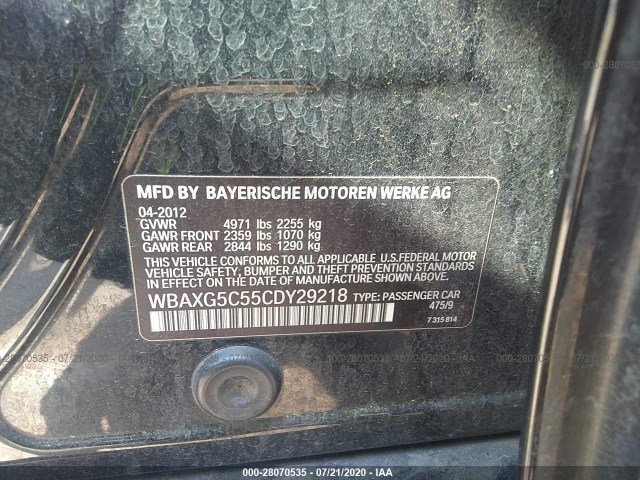 MFD BY BAYERISCHE MOTOREN WERKE AG
04-2012
GVWR 4971 lbs 2255 kg
GAWR FRONT 2359 lbs 1070 kg
GAWR REAR 2844 lbs 1290 kg
THIS VEHICLE CONFORMS TO ALL APPLICABLE U.S.FEDERAL MOTOR
VEHICLE SAFETY, BUMPER AND THEFT PREVENTION STANDARDS
IN EFFECT ON THE DATE OF MANUFACTURE SHOWN ABOVE.
WBAXG5C55CDY29218 TYPE: PASSENGER CAR
475/9
7 315 814
000-28070535 - 07/21/2020 - IAA